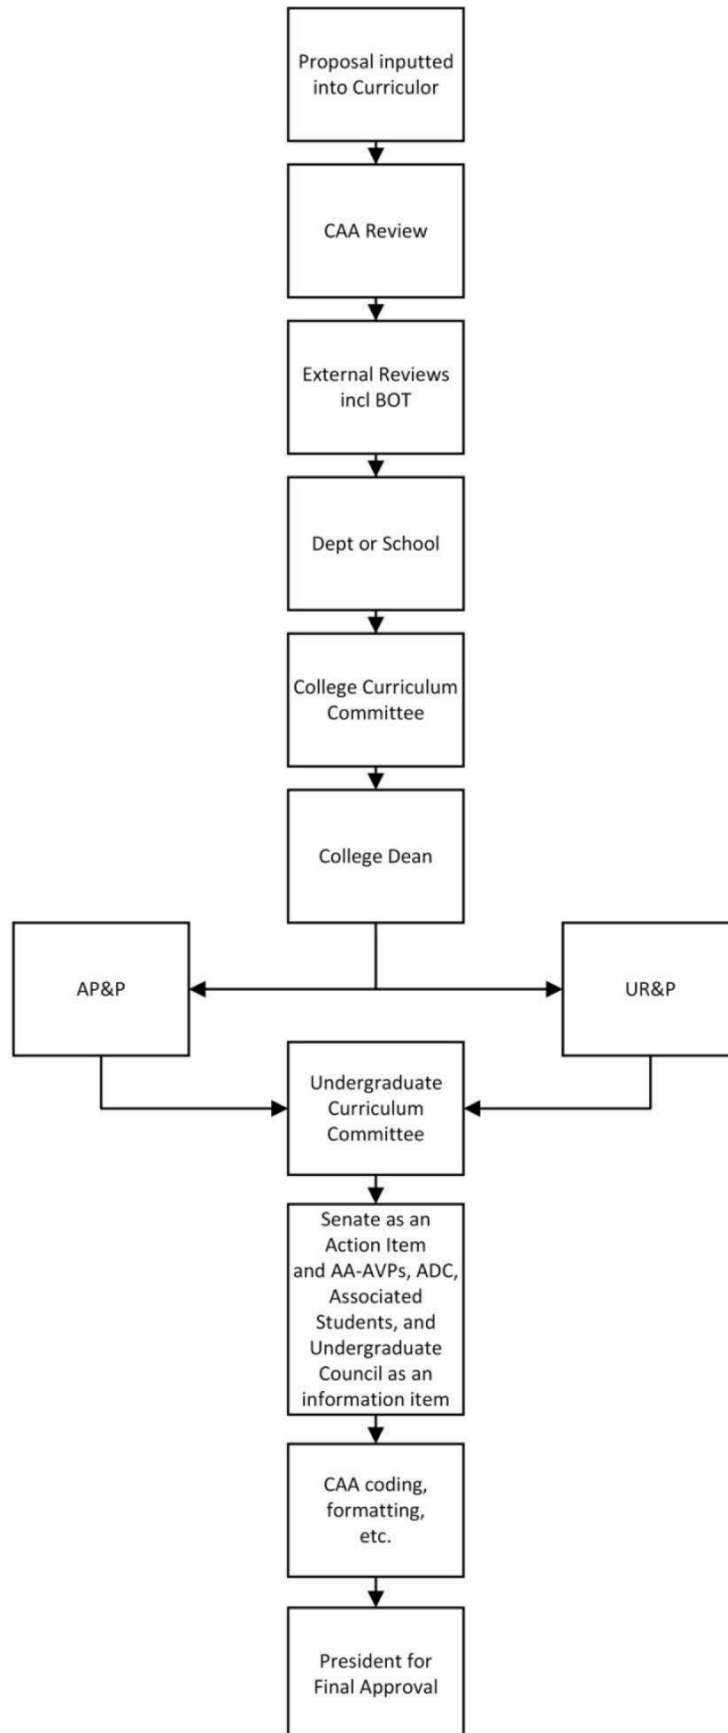 Proposal inputted
into Curriculor
CAA Review
External Reviews
incl BOT
Dept or School
College Curriculum
Committee
College Dean
AP&P
UR&P
Undergraduate
Curriculum
Committee
Senate as an
Action Item
and AA-AVPs, ADC,
Associated
Students, and
Undergraduate
Council as an
information item
CAA coding,
formatting,
etc.
President for
Final Approval